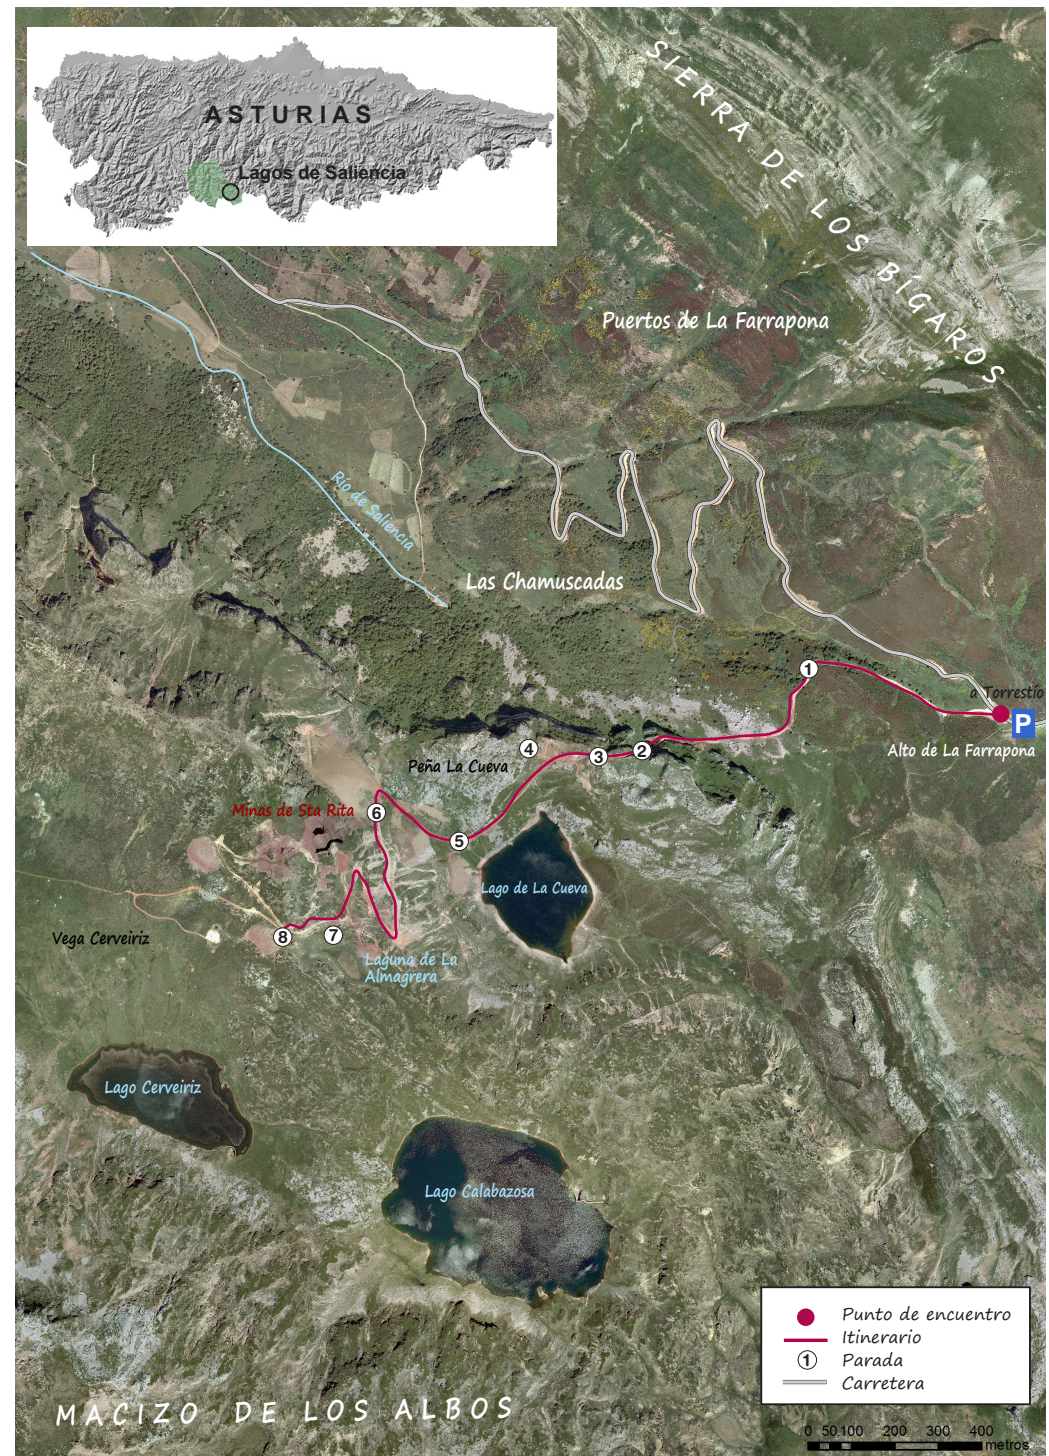 ASTURIAS
Lagos de Saliencia
SIERRA DE LOS BÍGAROS
Puertos de La Farrapona
Río de Saliencia
Las Chamuscadas
1
a Torrestío
P
Alto de La Farrapona
2
3
4
Peña La Cueva
Minas de Sta Rita
6
5
Lago de La Cueva
Vega Cerveiriz
8
7
Laguna de La
Almagrera
Lago Cerveiriz
Lago Calabazosa
Punto de encuentro
Itinerario
1
Parada
Carretera
MACIZO DE LOS ALBOS
0 50 100 200 300 400
metros